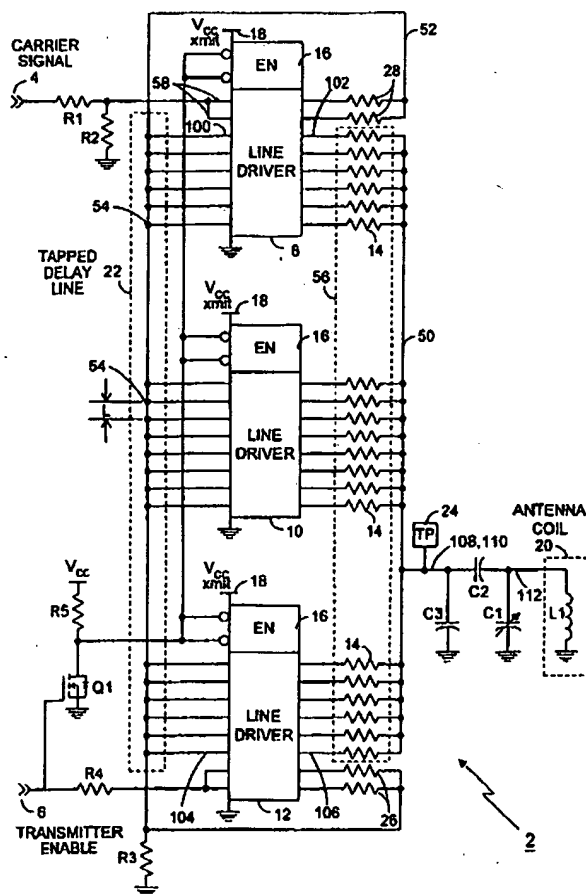 VCC
xmit
18
52
CARRIER
SIGNAL
4
EN
16
58
102
28
R1
R2
100
LINE
DRIVER
54
14
8
TAPPED
DELAY
LINE
22
VCC
xmit
18
56
EN
16
50
54
LINE
DRIVER
10
14
24
TP
108,110
ANTENNA
COIL
20
VCC
VCC
xmit
18
C2
112
R5
EN
16
C3
C1
L1
14
Q1
LINE
DRIVER
6
R4
104
12
106
26
TRANSMITTER
ENABLE
R3
2